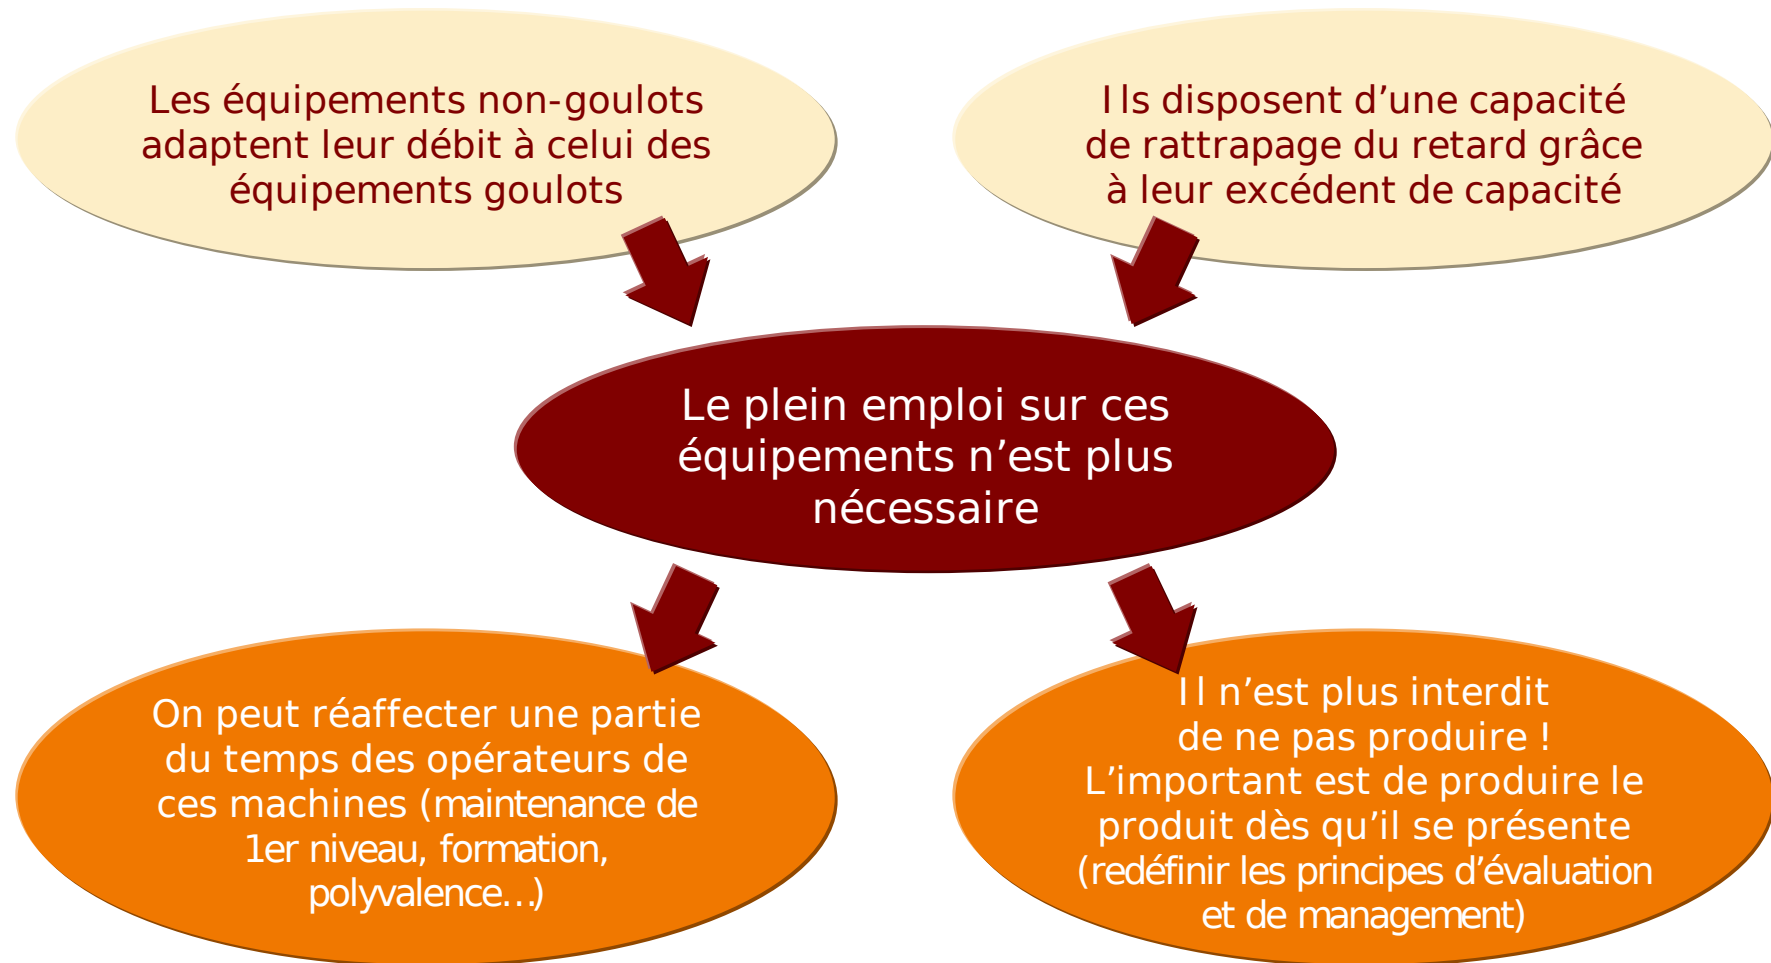 Les équipements non-goulots
adaptent leur débit à celui des
équipements goulots
Ils disposent d’une capacité
de rattrapage du retard grâce
à leur excédent de capacité
Le plein emploi sur ces
équipements n’est plus
nécessaire
On peut réaffecter une partie
du temps des opérateurs de
ces machines (maintenance de
1er niveau, formation,
polyvalence…)
Il n’est plus interdit
de ne pas produire !
L’important est de produire le
produit dès qu’il se présente
(redéfinir les principes d’évaluation
et de management)